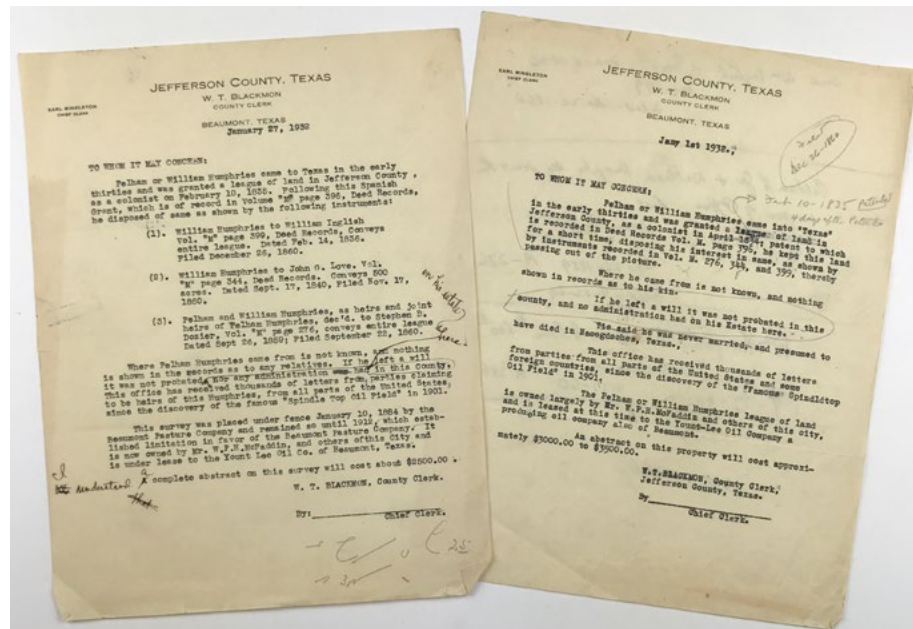 JEFFERSON COUNTY, TEXAS
W. T. BLACKMON
COUNTY CLERK
EARL WINGLETON
CHIEF CLERK
BEAUMONT, TEXAS
January 27, 1932
TO WHOM IT MAY CONCERN:
Pelham or William Humphries came to Texas in the early
thirties and was granted a league of land in Jefferson County,
as a colonist on February 10, 1835. Following this Spanish
Grant, which is of record in Volume "M" page 396, Deed Records,
he disposed of same as shown by the following instruments:
(1). William Humphries to William Inglish
Vol. "M" page 399, Deed Records, Conveys
entire league. Dated Feb. 14, 1836.
Filed December 26, 1860.
(2). William Humphries to John G. Love. Vol.
"M" page 344, Deed Records. Conveys 500
acres. Dated Sept. 17, 1840, Filed Nov. 17,
1860.
(3). Pelham and William Humphries, as heirs and joint
heirs of Pelham Humphries, dec'd. to Stephen D.
Dozier, Vol. "M" page 276, conveys entire league
Dated Sept 26, 1859; Filed September 22, 1860.
on his estate
here
Where Pelham Humphries came from is not known, and nothing
is shown in the records as to any relatives. If he left a will
it was not probated, nor any administration was had in this County.
This office has received thousands of letters from parties claiming
to be heirs of this Humphries, from all parts of the United States,
since the discovery of the famous "Spindle Top Oil Field" in 1901.
This survey was placed under fence January 10, 1884 by the
Beaumont Pasture Company and remained so until 1912, which estab-
lished limitation in favor of the Beaumont Pasture Company. It
is now owned by Mr. W.P.H.McFaddin, and others ofthis City and
is under lease to the Yount Lee Oil Co. of Beaumont, Texas.
I understand a complete abstract on this survey will cost about $2500.00.
that
W. T. BLACKMON, County Clerk.
By:
Chief Clerk.
25
JEFFERSON COUNTY, TEXAS
W. T. BLACKMON
COUNTY CLERK
EARL WINGLETON
CHIEF CLERK
BEAUMONT, TEXAS
Jany 1st 1932.,
Filed
Dec 26-1860
TO WHOM IT MAY CONCERN:
Feb 10-1835 Patented
4 days after Patented
Pelham or William Humphries came into "Texas"
in the early thirties and was granted a league of land in
Jefferson County, as a colonist in April 1834; patent to which
is recorded in Deed Records Vol. M. Page 396, he kept this land
for a short time, disposing his interest in same, as shown by
by instruments recorded in Vol. M. 276, 344, and 399, thereby
passing out of the picture.
Where he came from is not known, and nothing
shown in records as to his kin.
If he left a will it was not probated in this
county, and no administration had on his Estate here.
Tis said he was never married, and presumed to
have died in Nacogdoches, Texas.
This office has received thousands of letters
from parties from all parts of the United States and some
foreign countries, since the discovery of the "Famous" Spindltop
Oil Field" in 1901.
The Pelham or William Humphries league of land
is owned largely by Mr. W.P.H.McFaddin and others of this city,
and is leased at this time to the Yount-Lee Oil Company a
producing oil company also of Beaumont.
An abstract on this property will cost approxi-
mately $3000.00 to $3500.00.
W.T.BLACKMON, County Clerk,
Jefferson County, Texas.
By
Chief Clerk.